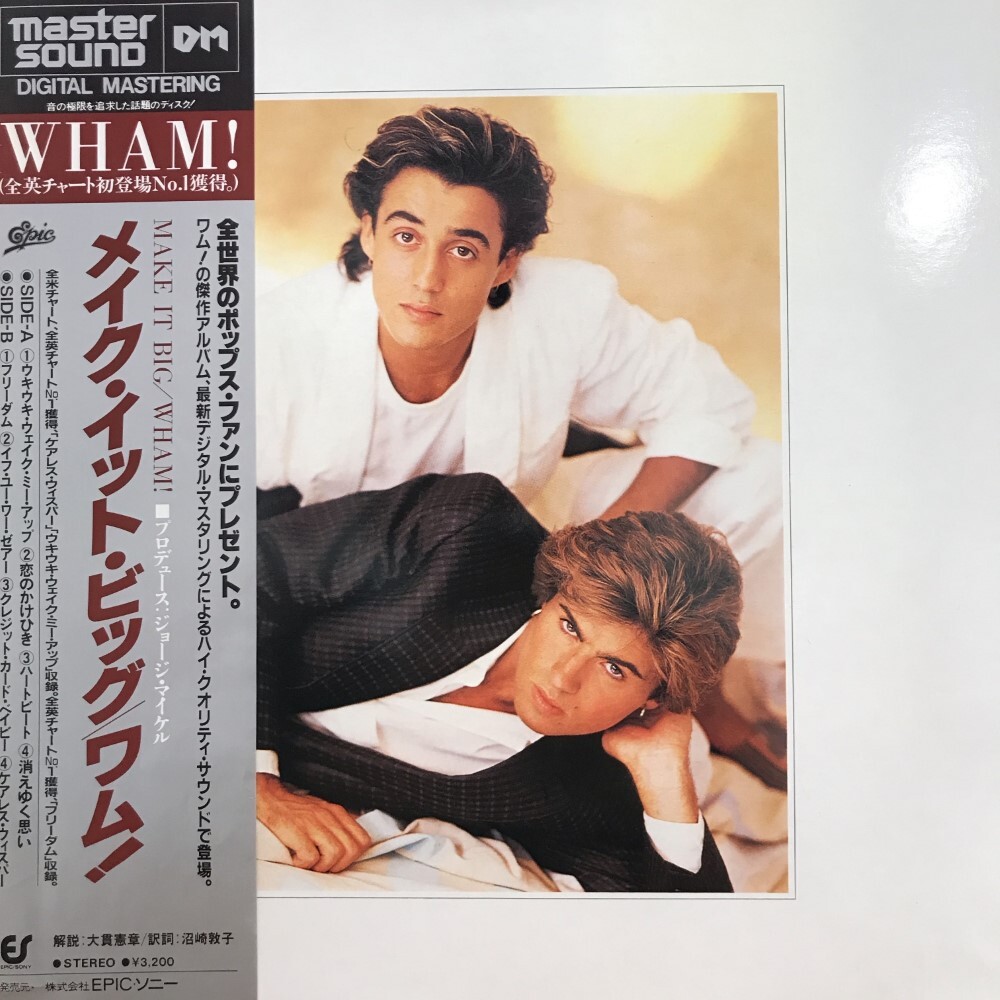 master
sound
DM
DIGITAL MASTERING
音の極限を追求した話題のディスク!
WHAM!
(全英チャート初登場No.1獲得。)
全世界のポップス・ファンにプレゼント。
ワム!の傑作アルバム、最新デジタル・マスタリングによるハイ・クオリティ・サウンドで登場。
MAKE IT BIG/WHAM! ■プロデュース:ジョージ・マイケル
メイク・イット・ビッグ/ワム!
Epic
全米チャート、全英チャートNo.1獲得、「ケアレス・ウィスパー」「ウキウキ・ウェイク・ミー・アップ」収録。全英チャートNo.1獲得、「フリーダム」収録。
●SIDE-A ①ウキウキ・ウェイク・ミー・アップ ②恋のかけひき ③ハートビート ④消えゆく思い
●SIDE-B ①フリーダム ②イフ・ユー・ワー・ゼアー ③クレジット・カード・ベイビー ④ケアレス・ウィスパー
ES
EPIC・SONY
解説:大貫憲章/訳詞:沼崎敦子
●STEREO ●¥3,200
発売元・株式会社EPIC・ソニー